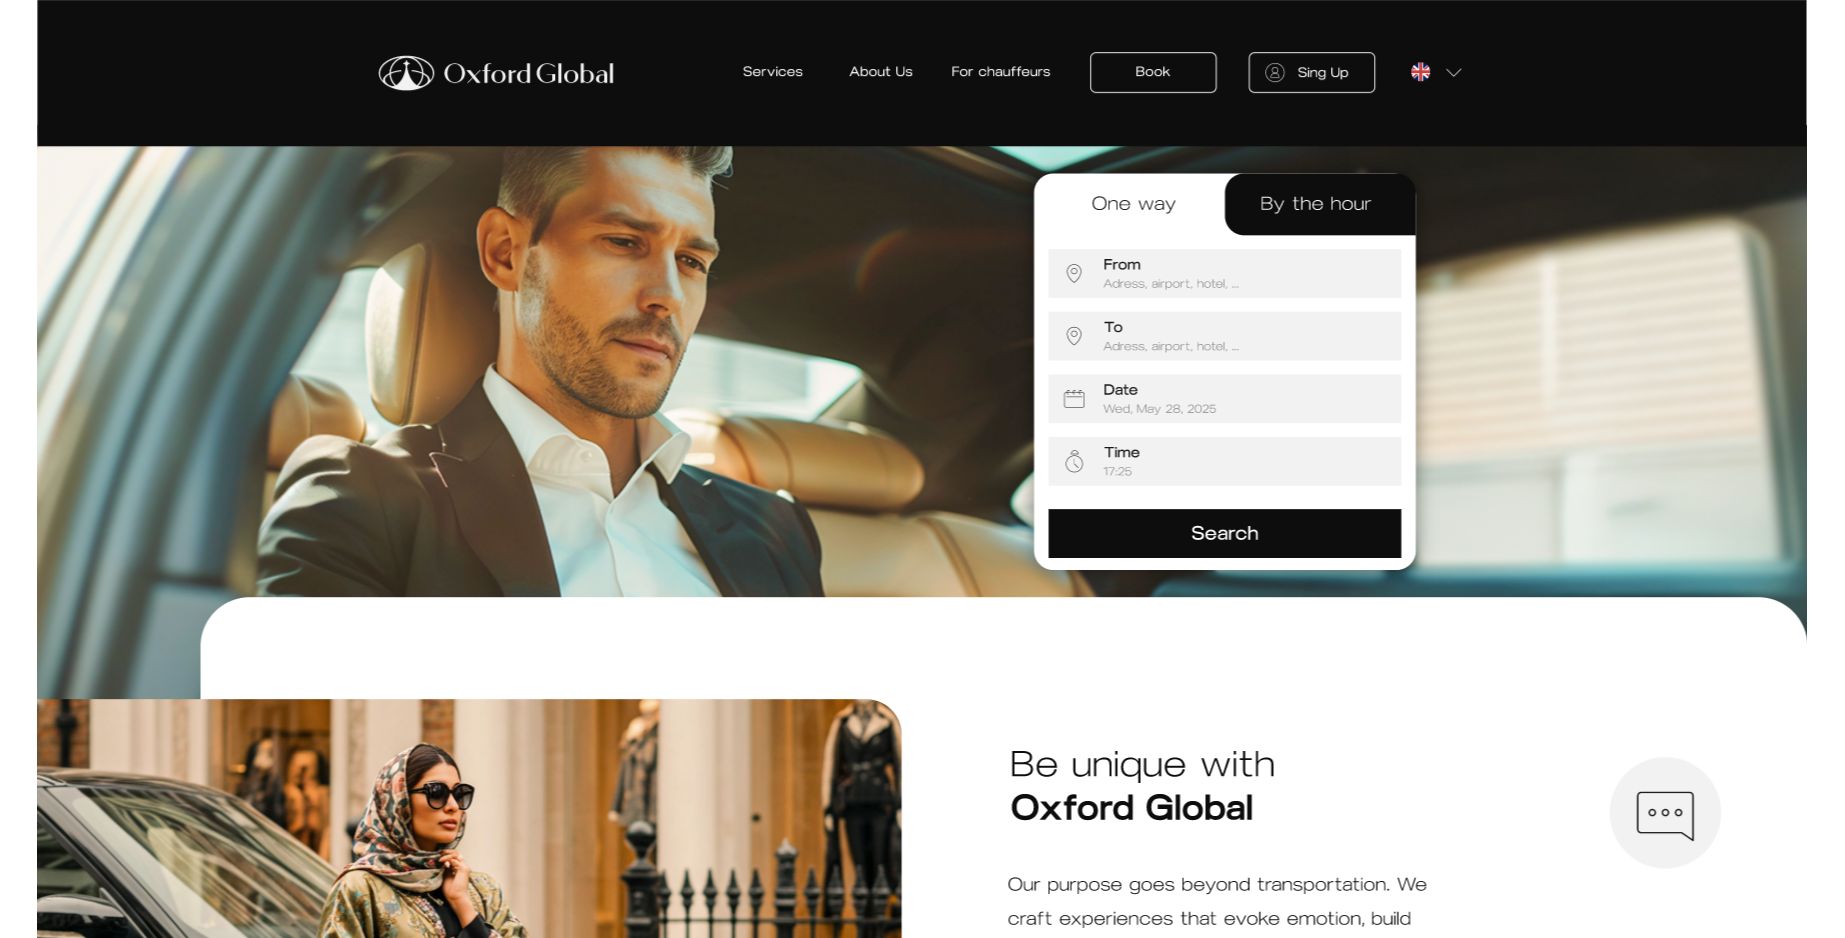 Oxford Global
Services
About Us
For chauffeurs
Book
Sing Up
One way
By the hour
From
Adress, airport, hotel, ...
To
Adress, airport, hotel, ...
Date
Wed, May 28, 2025
Time
17:25
Search
Be unique with
Oxford Global
Our purpose goes beyond transportation. We
craft experiences that evoke emotion, build